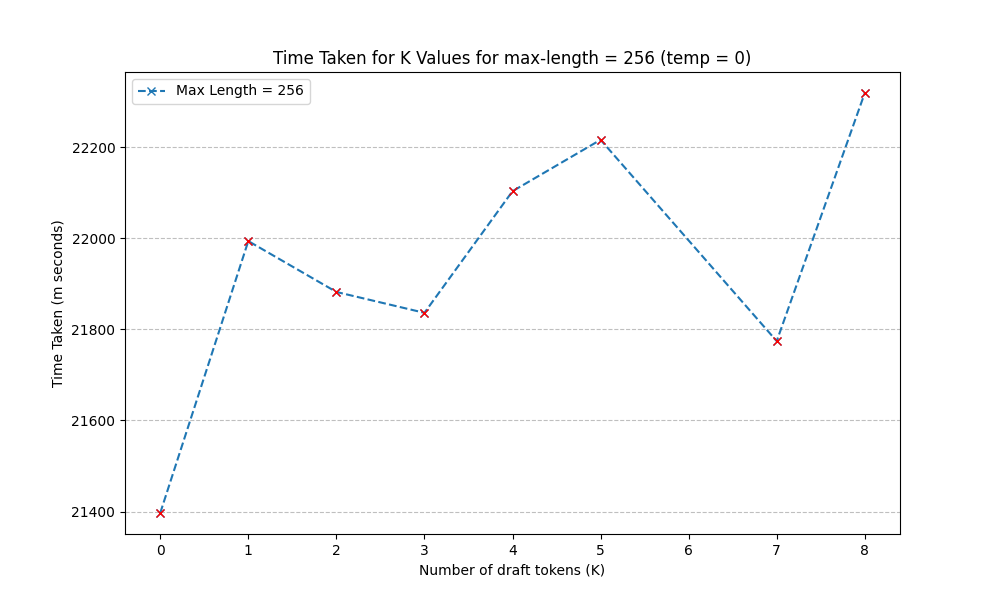 Time Taken for K Values for max-length = 256 (temp = 0)
Max Length = 256
Time Taken (m seconds)
22200
22000
21800
21600
21400
0 1 2 3 4 5 6 7 8
Number of draft tokens (K)